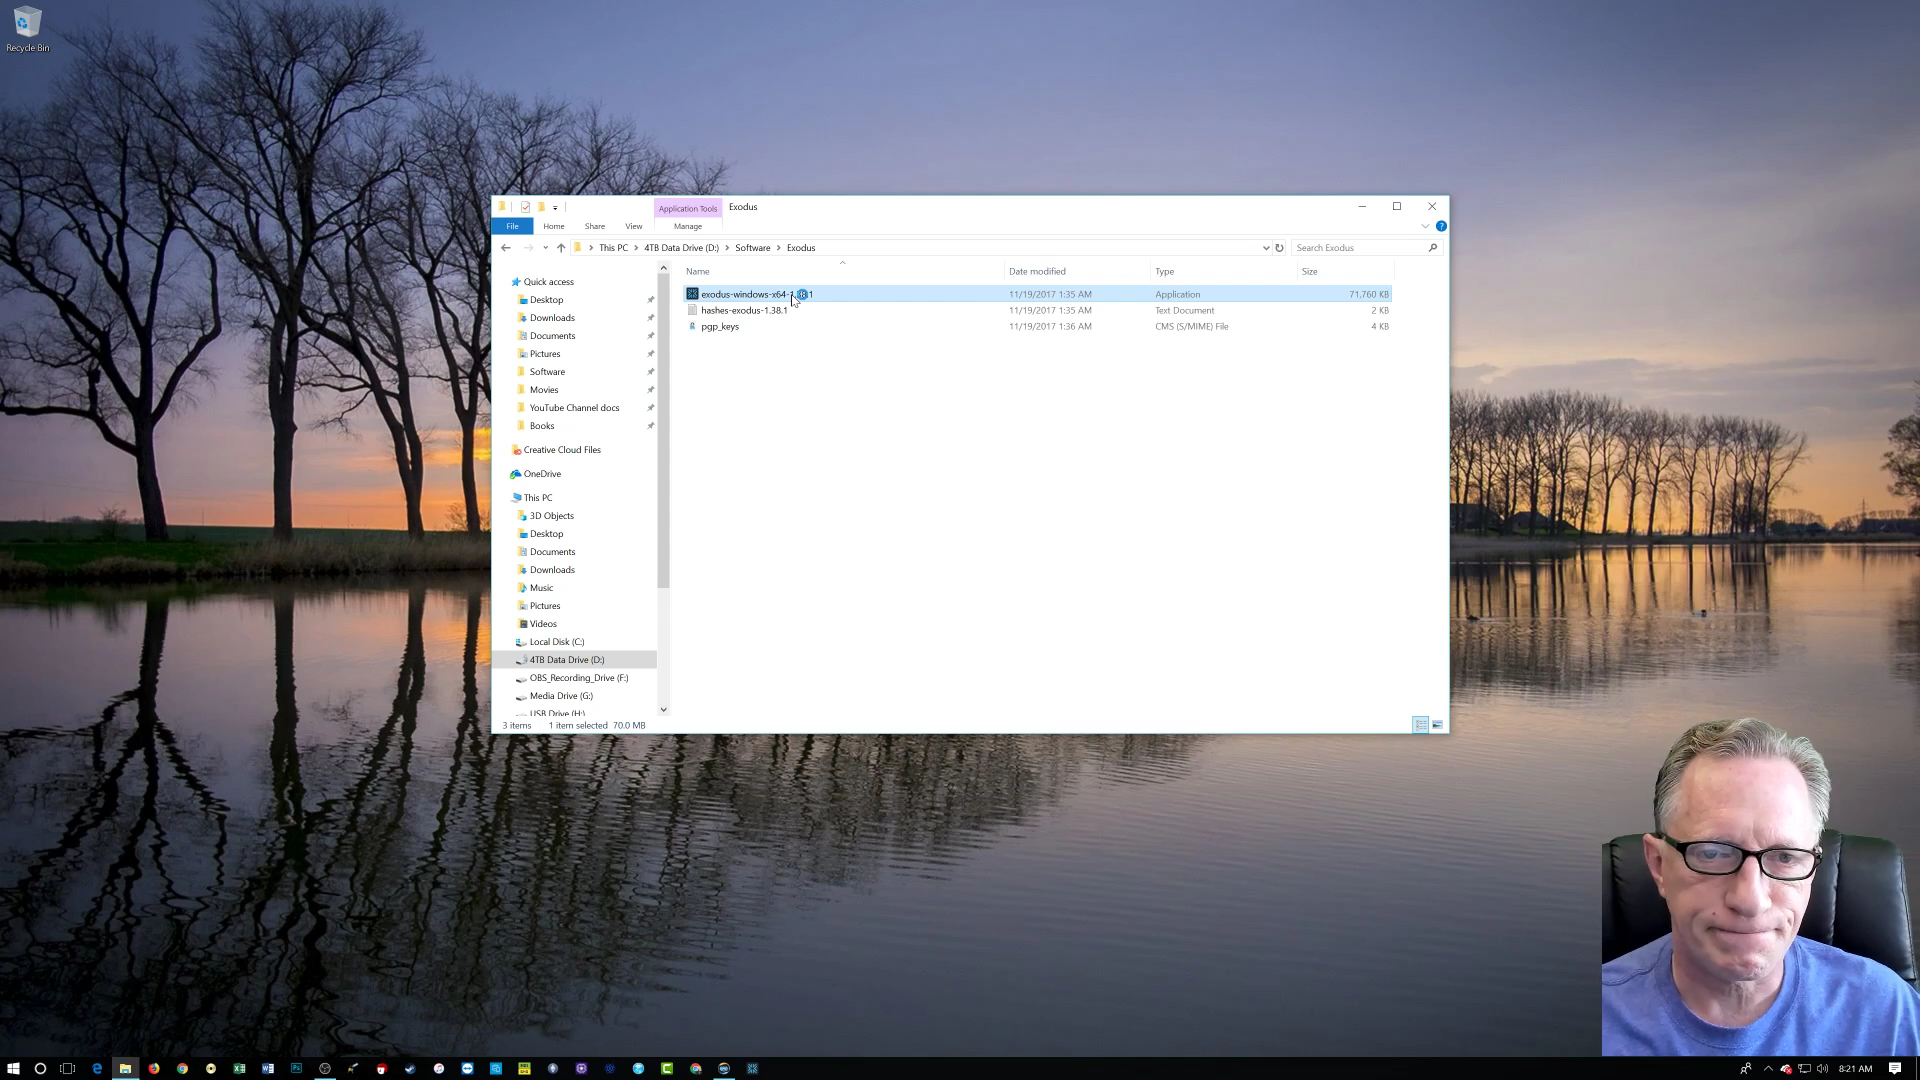 Recycle Bin
Application Tools
Exodus
File
Home
Share
View
Manage
This PC
4TB Data Drive (D:)
Software
Exodus
Search Exodus
Name
Date modified
Type
Size
exodus-windows-x64-1
11/19/2017 1:35 AM
Application
71,760 KB
hashes-exodus-1.38.1
11/19/2017 1:35 AM
Text Document
2 KB
pgp_keys
11/19/2017 1:36 AM
CMS (S/MIME) File
4 KB
Quick access
Desktop
Downloads
Documents
Pictures
Software
Movies
YouTube Channel docs
Books
Creative Cloud Files
OneDrive
This PC
3D Objects
Desktop
Documents
Downloads
Music
Pictures
Videos
Local Disk (C:)
4TB Data Drive (D:)
OBS_Recording_Drive (F:)
Media Drive (G:)
USB Drive (H:)
3 items
1 item selected 70.0 MB
8:21 AM